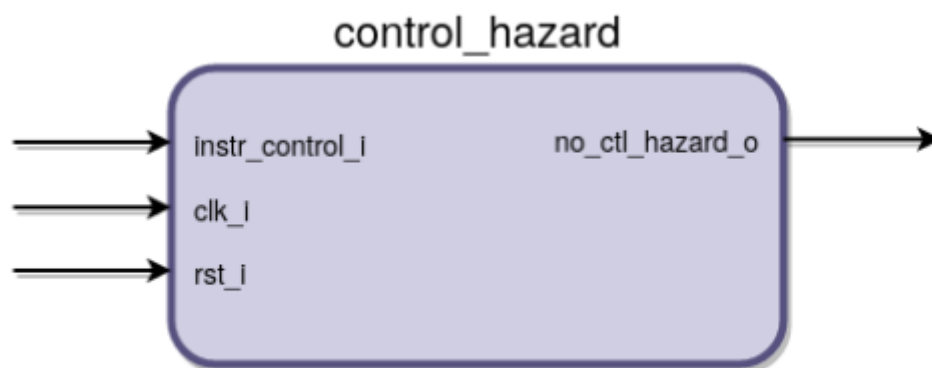 control_hazard
instr_control_i
no_ctl_hazard_o
clk_i
rst_i